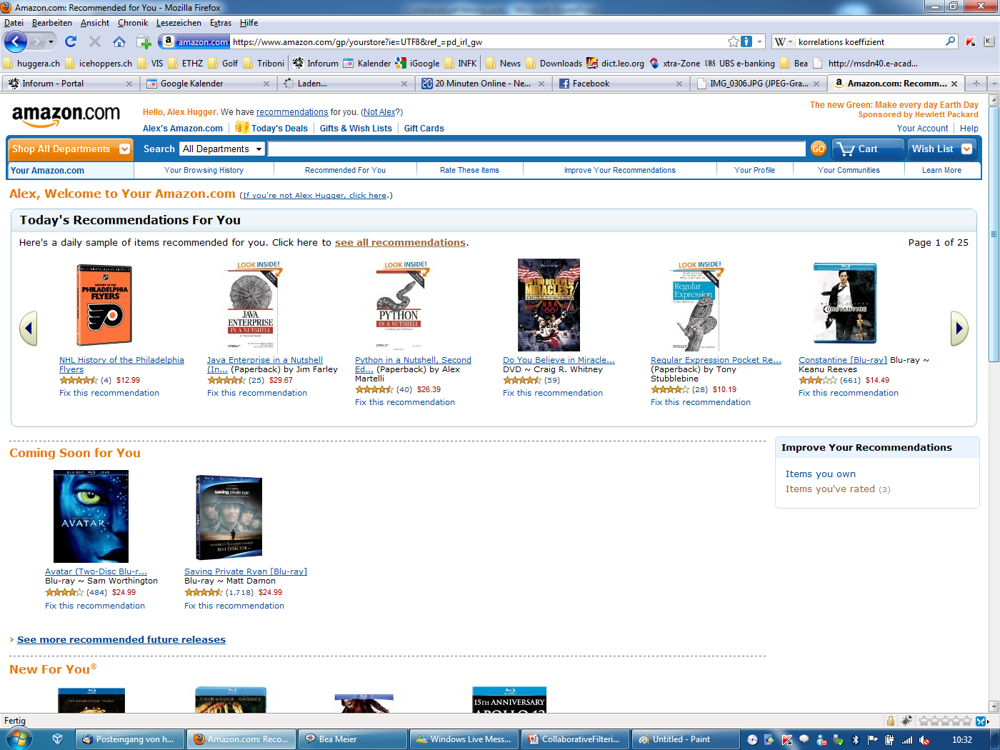 Amazon.com: Recommended for You - Mozilla Firefox
Datei Bearbeiten Ansicht Chronik Lesezeichen Extras Hilfe
amazon.com https://www.amazon.com/gp/yourstore?ie=UTF8&ref_=pd_irl_gw W korrelations koeffizient
huggera.ch icehoppers.ch VIS ETHZ Golf Triboni Inforum Kalender iGoogle INFK News Downloads dict.leo.org xtra-Zone UBS UBS e-banking Bea http://msdn40.e-acad...
Inforum - Portal Google Kalender Laden... 20 Minuten Online - Ne... Facebook IMG_0306.JPG (JPEG-Gra... Amazon.com: Recomm...
amazon.com
Hello, Alex Hugger. We have recommendations for you. (Not Alex?)
The new Green: Make every day Earth Day
Sponsored by Hewlett Packard
Alex's Amazon.com Today's Deals Gifts & Wish Lists Gift Cards Your Account Help
Shop All Departments Search All Departments GO Cart Wish List
Your Amazon.com Your Browsing History Recommended For You Rate These Items Improve Your Recommendations Your Profile Your Communities Learn More
Alex, Welcome to Your Amazon.com (If you're not Alex Hugger, click here.)
Today's Recommendations For You
Here's a daily sample of items recommended for you. Click here to see all recommendations. Page 1 of 25
PHILADELPHIA FLYERS
LOOK INSIDE!
JAVA ENTERPRISE IN A NUTSHELL
O'REILLY
LOOK INSIDE!
PYTHON IN A NUTSHELL
O'REILLY
DO YOU BELIEVE IN MIRACLES?
USA
LOOK INSIDE!
Regular Expression
O'REILLY
CONSTANTINE
NHL History of the Philadelphia Flyers
(4) $12.99
Fix this recommendation
Java Enterprise in a Nutshell
(In... (Paperback) by Jim Farley
(25) $29.67
Fix this recommendation
Python in a Nutshell, Second
Ed... (Paperback) by Alex
Martelli
(40) $26.39
Fix this recommendation
Do You Believe in Miracle...
DVD ~ Craig R. Whitney
(59)
Fix this recommendation
Regular Expression Pocket Re...
(Paperback) by Tony
Stubblebine
(28) $10.19
Fix this recommendation
Constantine [Blu-ray] Blu-ray ~
Keanu Reeves
(661) $14.49
Fix this recommendation
Coming Soon for You
AVATAR
saving private ryan
BEST DIRECTOR
Avatar (Two-Disc Blu-r...
Blu-ray ~ Sam Worthington
(484) $24.99
Fix this recommendation
Saving Private Ryan [Blu-ray]
Blu-ray ~ Matt Damon
(1,718) $24.99
Fix this recommendation
› See more recommended future releases
Improve Your Recommendations
Items you own
Items you've rated (3)
New For You®
THE MOTION PICTURE TRILOGY
PENELOPE ANN MILLER TOM SIZEMORE
15TH ANNIVERSARY
APOLLO 13
Fertig
Posteingang von h... Amazon.com: Reco... Bea Meier Windows Live Mess... CollaborativeFilteri... Untitled - Paint 10:32